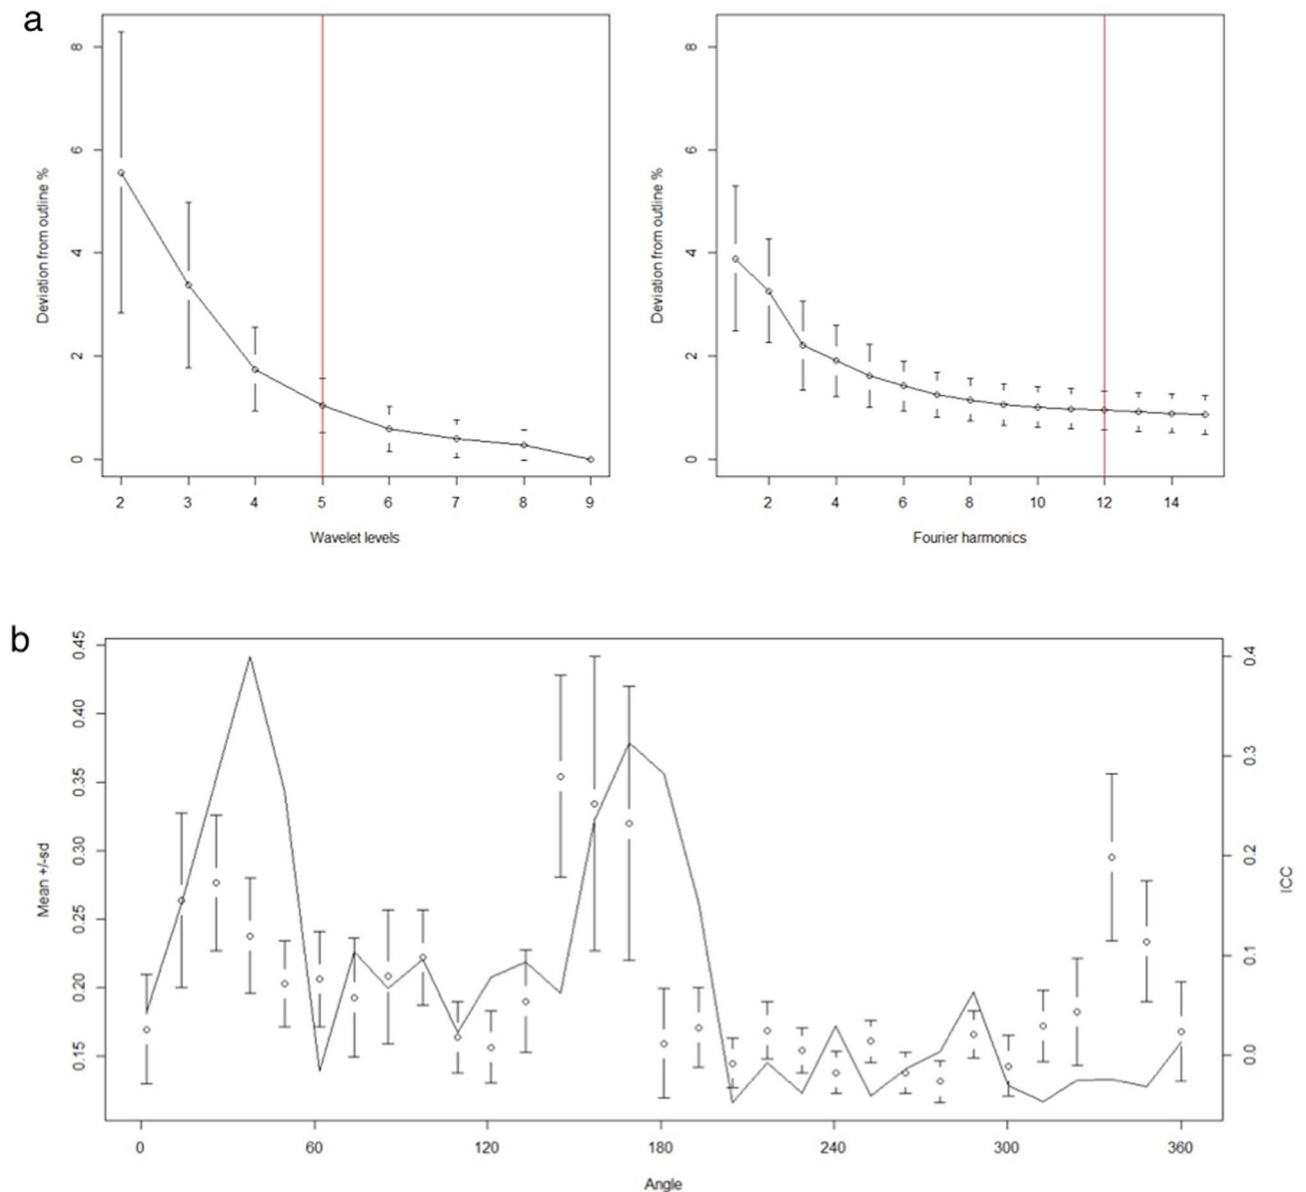 a
8
6
4
2
0
Deviation from outline %
2 3 4 5 6 7 8 9
Wavelet levels
8
6
4
2
0
Deviation from outline %
2 4 6 8 10 12 14
Fourier harmonics
b
0.45
0.40
0.35
0.30
0.25
0.20
0.15
Mean +/-sd
0.4
0.3
0.2
0.1
0.0
ICC
0 60 120 180 240 300 360
Angle